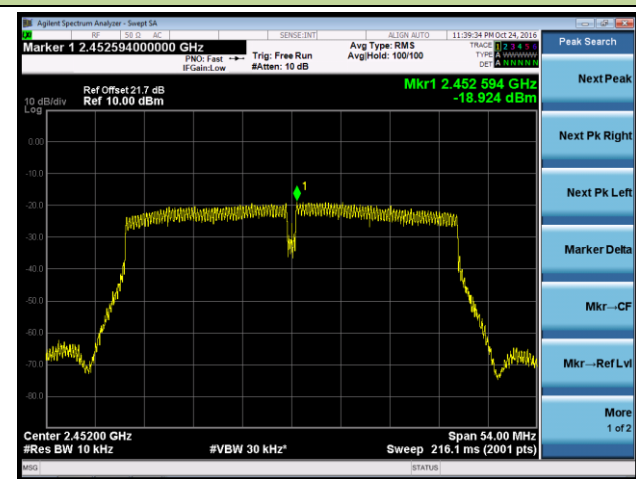 Agilent Spectrum Analyzer - Swept SA
RF 50 Ω AC SENSE:INT ALIGN AUTO 11:39:34 PM Oct 24, 2016
Marker 1 2.452594000000 GHz
PNO: Fast
IFGain:Low
Trig: Free Run
#Atten: 10 dB
Avg Type: RMS
Avg|Hold: 100/100
TRACE 1 2 3 4 5 6
TYPE A WWWWW
DET A N N N N N
Peak Search
Ref Offset 21.7 dB
Ref 10.00 dBm
10 dB/div
Log
Mkr1 2.452 594 GHz
-18.924 dBm
Next Peak
0.00
Next Pk Right
-10.0
1
Next Pk Left
-20.0
-30.0
Marker Delta
-40.0
-50.0
Mkr→CF
-60.0
-70.0
Mkr→Ref Lvl
-80.0
More
1 of 2
Center 2.45200 GHz Span 54.00 MHz
#Res BW 10 kHz #VBW 30 kHz* Sweep 216.1 ms (2001 pts)
MSG STATUS